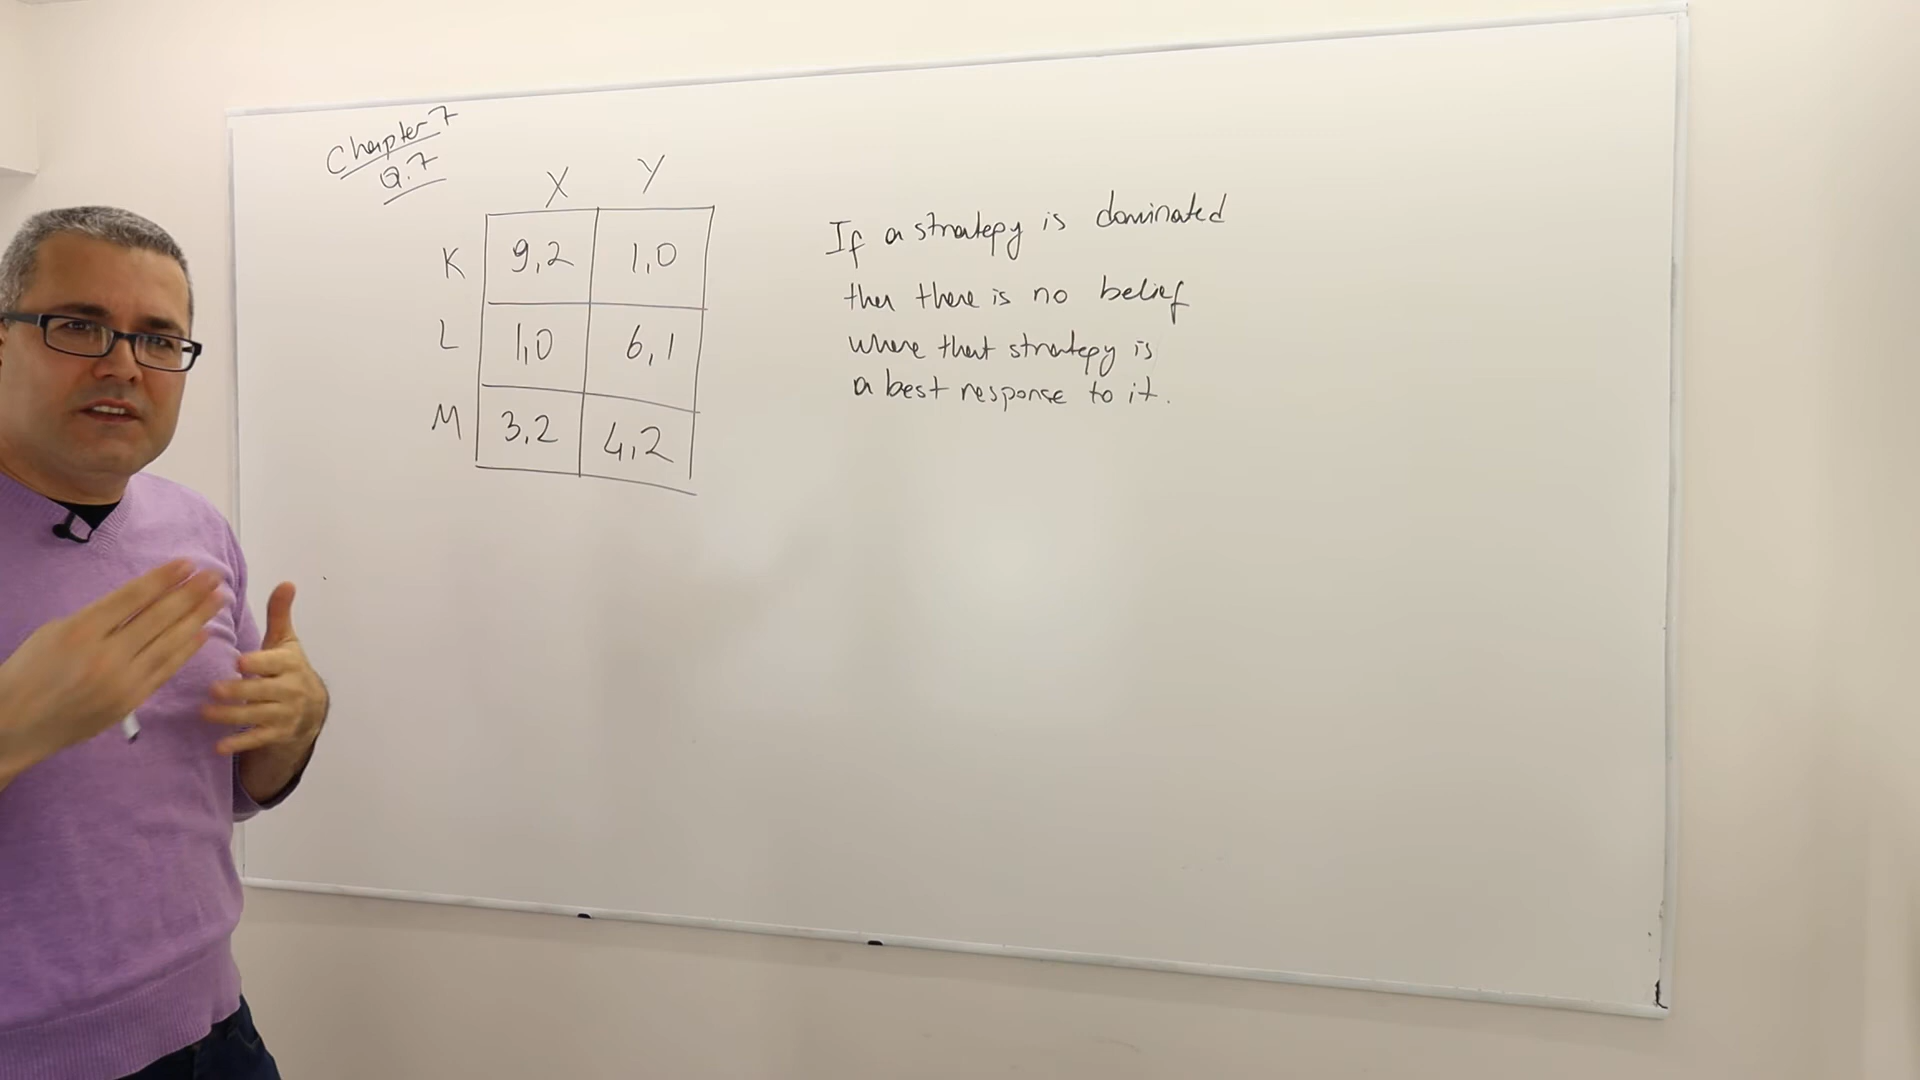 Chapter 7
Q.7
X Y
K 9,2 1,0
L 1,0 6,1
M 3,2 4,2
If a strategy is dominated
then there is no belief
where that strategy is
a best response to it.